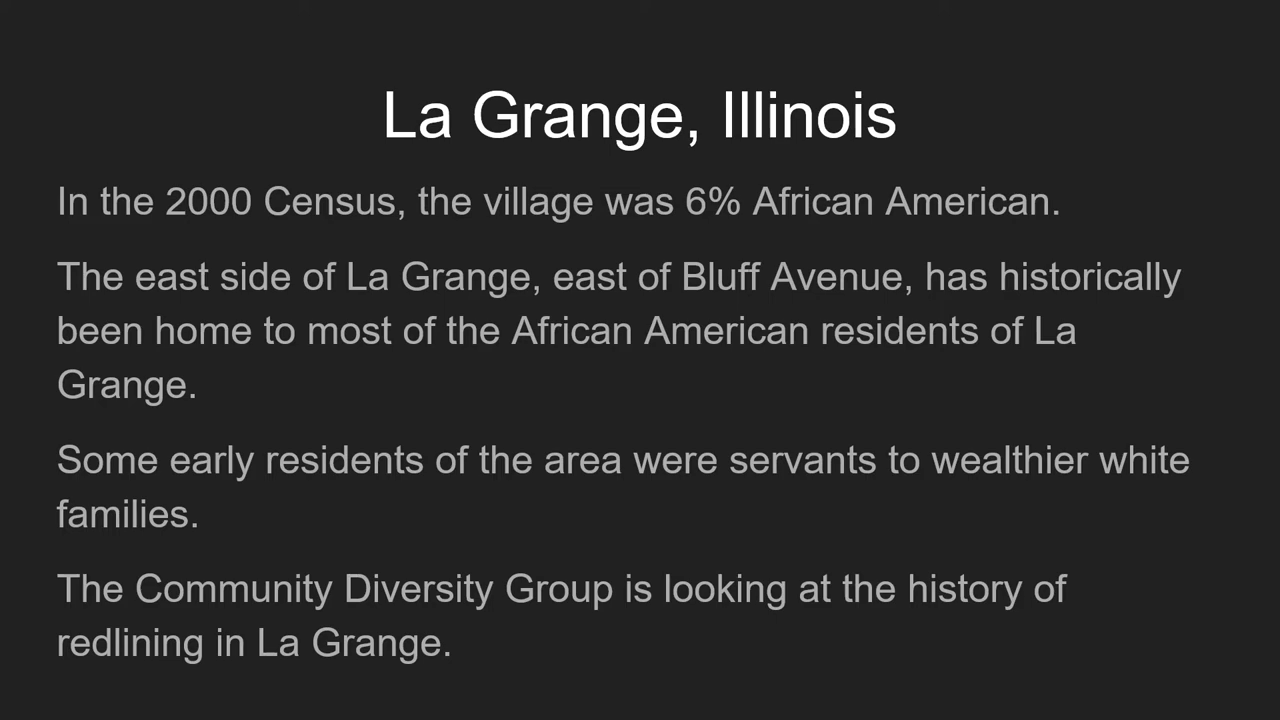 La Grange, Illinois
In the 2000 Census, the village was 6% African American.
The east side of La Grange, east of Bluff Avenue, has historically
been home to most of the African American residents of La
Grange.
Some early residents of the area were servants to wealthier white
families.
The Community Diversity Group is looking at the history of
redlining in La Grange.